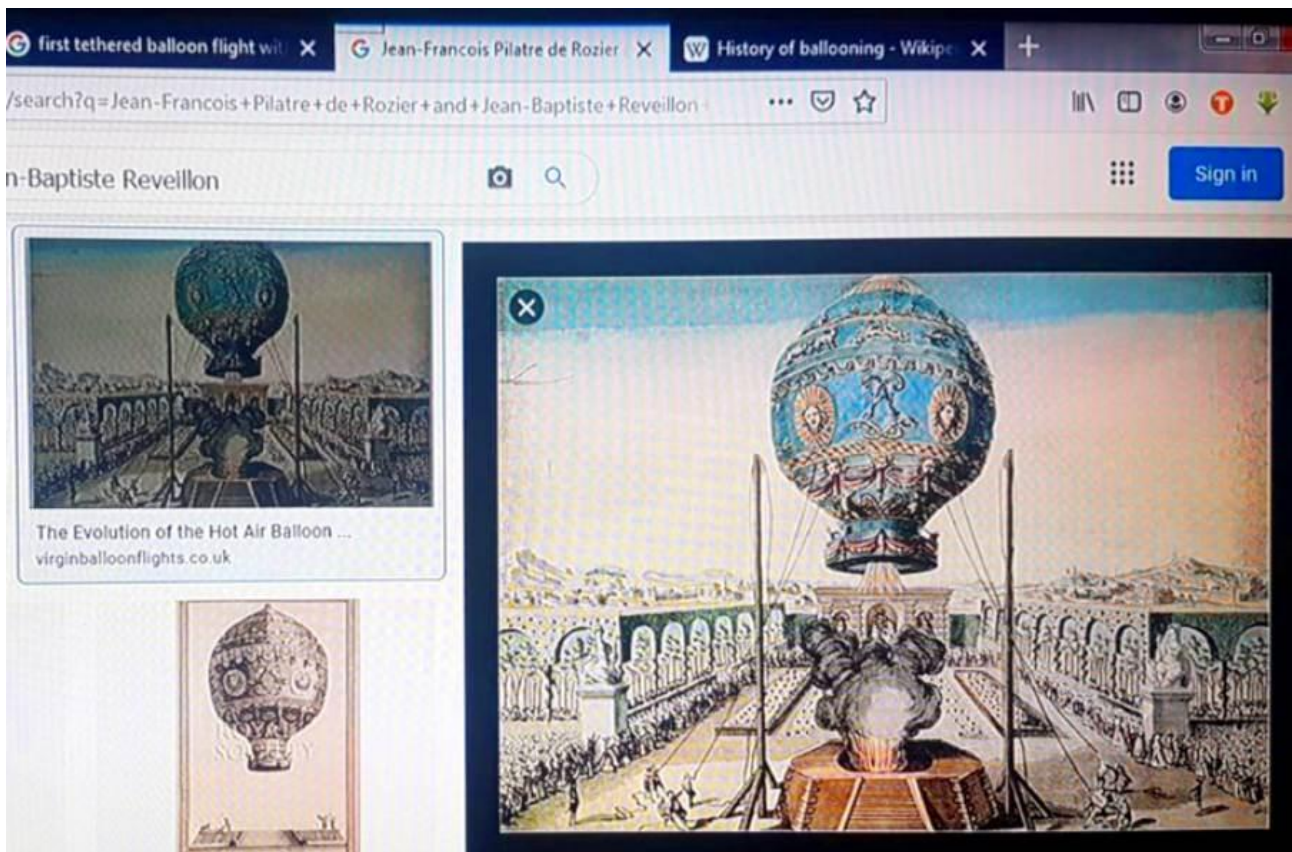 first tethered balloon flight wit
Jean-Francois Pilatre de Rozier
History of ballooning - Wikipe
/search?q=Jean-Francois+Pilatre+de+Rozier+and+Jean-Baptiste+Reveillon
n-Baptiste Reveillon
Sign in
The Evolution of the Hot Air Balloon ...
virginballoonflights.co.uk